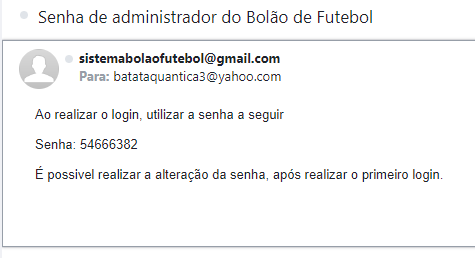 Senha de administrador do Bolão de Futebol
sistemabolaofutebol@gmail.com
Para: batataquantica3@yahoo.com
Ao realizar o login, utilizar a senha a seguir
Senha: 54666382
É possivel realizar a alteração da senha, após realizar o primeiro login.